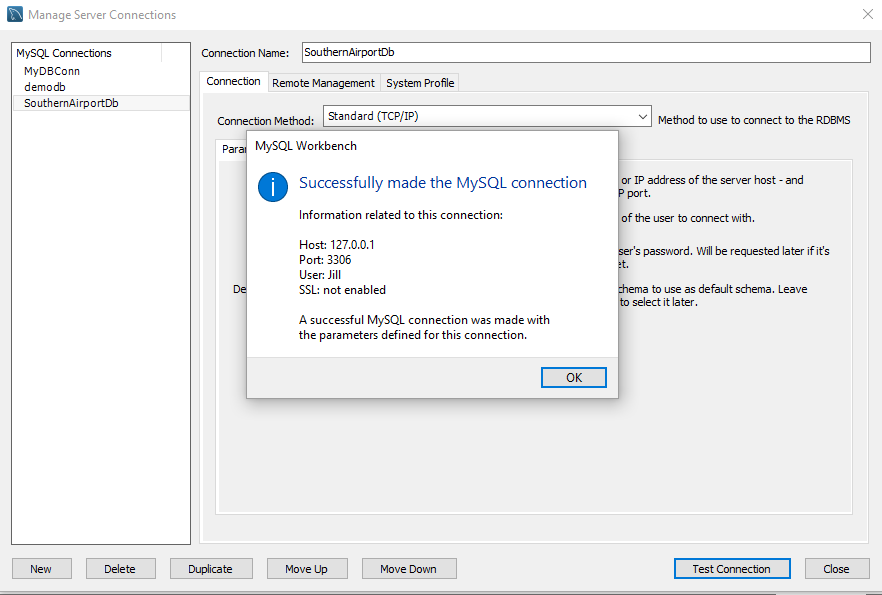 Manage Server Connections
MySQL Connections
MyDBConn
demodb
SouthernAirportDb
Connection Name: SouthernAirportDb
Connection Remote Management System Profile
Connection Method: Standard (TCP/IP) Method to use to connect to the RDBMS
MySQL Workbench
Successfully made the MySQL connection
Information related to this connection:
Host: 127.0.0.1
Port: 3306
User: Jill
SSL: not enabled
A successful MySQL connection was made with
the parameters defined for this connection.
OK
or IP address of the server host - and
P port.
of the user to connect with.
ser's password. Will be requested later if it's
et.
chema to use as default schema. Leave
to select it later.
New Delete Duplicate Move Up Move Down Test Connection Close